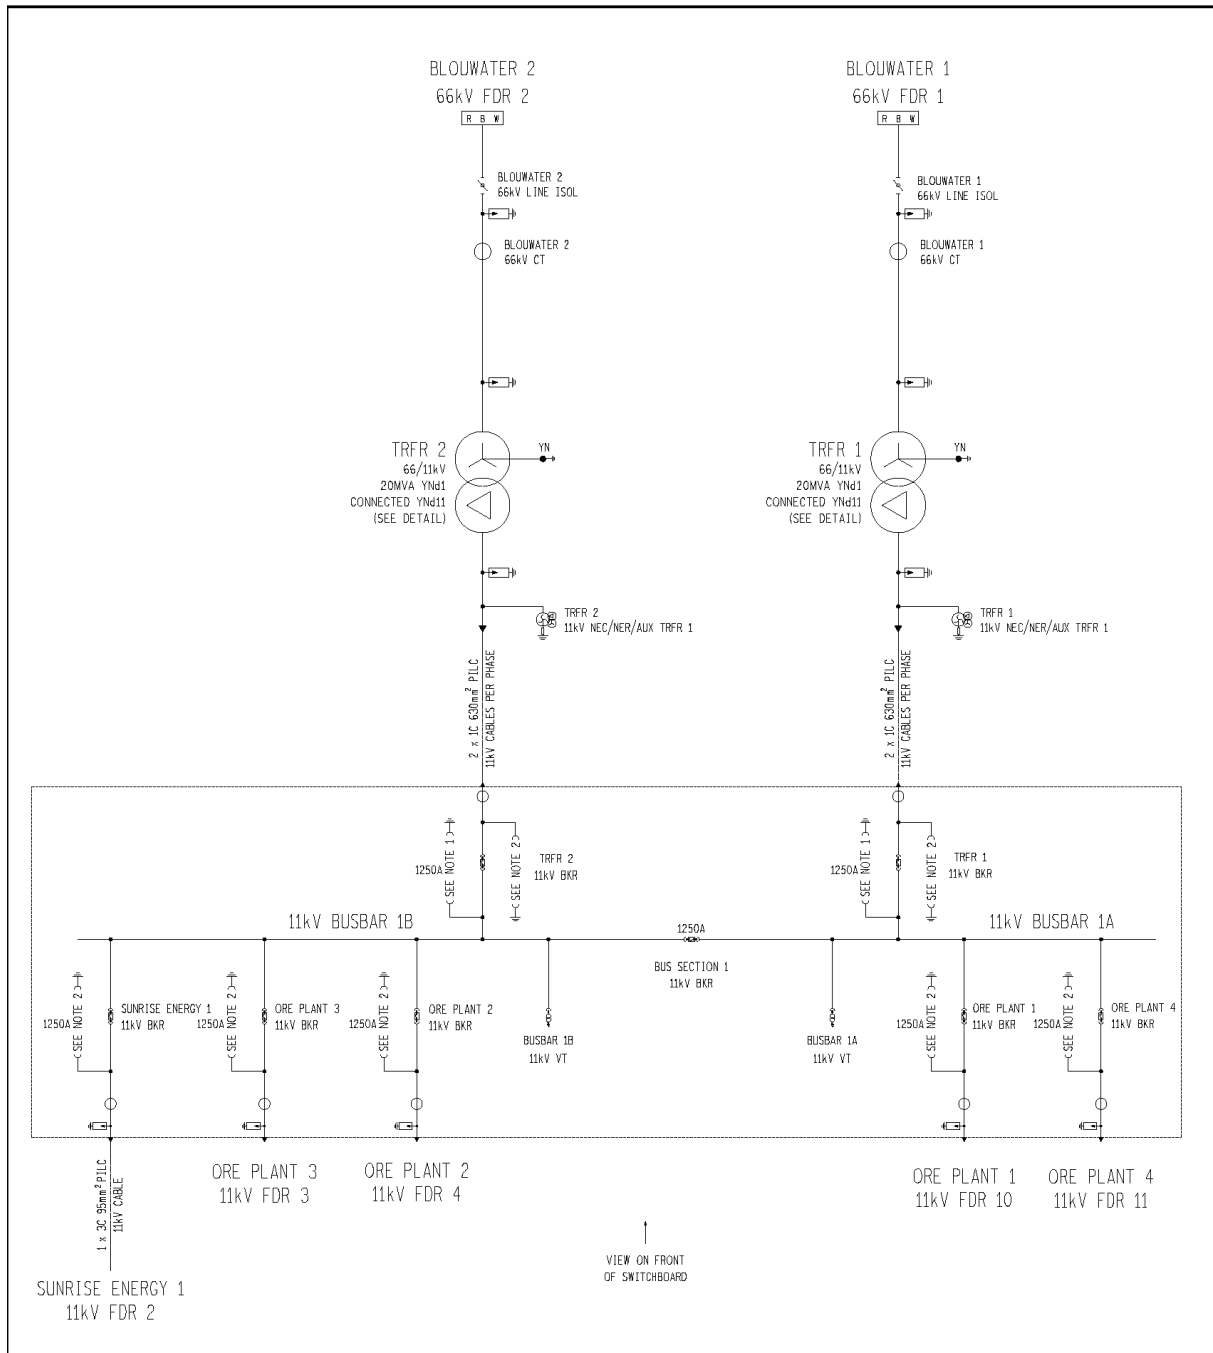 BLOUWATER 2
66kV FDR 2
R B W
BLOUWATER 1
66kV FDR 1
R B W
BLOUWATER 2
66kV LINE ISOL
BLOUWATER 1
66kV LINE ISOL
BLOUWATER 2
66kV CT
BLOUWATER 1
66kV CT
TRFR 2
66/11kV
20MVA YNd1
CONNECTED YNd11
(SEE DETAIL)
YN
TRFR 1
66/11kV
20MVA YNd1
CONNECTED YNd11
(SEE DETAIL)
YN
TRFR 2
11kV NEC/NER/AUX TRFR 1
TRFR 1
11kV NEC/NER/AUX TRFR 1
2 x 1C 630mm² PILC
11kV CABLES PER PHASE
2 x 1C 630mm² PILC
11kV CABLES PER PHASE
1250A
SEE NOTE 1
SEE NOTE 2
TRFR 2
11kV BKR
1250A
SEE NOTE 1
SEE NOTE 2
TRFR 1
11kV BKR
11kV BUSBAR 1B
1250A
BUS SECTION 1
11kV BKR
11kV BUSBAR 1A
1250A
SEE NOTE 2
SUNRISE ENERGY 1
11kV BKR
1250A
SEE NOTE 2
ORE PLANT 3
11kV BKR
1250A
SEE NOTE 2
ORE PLANT 2
11kV BKR
BUSBAR 1B
11kV VT
BUSBAR 1A
11kV VT
1250A
SEE NOTE 2
ORE PLANT 1
11kV BKR
1250A
SEE NOTE 2
ORE PLANT 4
11kV BKR
1 x 3C 95mm² PILC
11kV CABLE
ORE PLANT 3
11kV FDR 3
ORE PLANT 2
11kV FDR 4
ORE PLANT 1
11kV FDR 10
ORE PLANT 4
11kV FDR 11
VIEW ON FRONT
OF SWITCHBOARD
SUNRISE ENERGY 1
11kV FDR 2